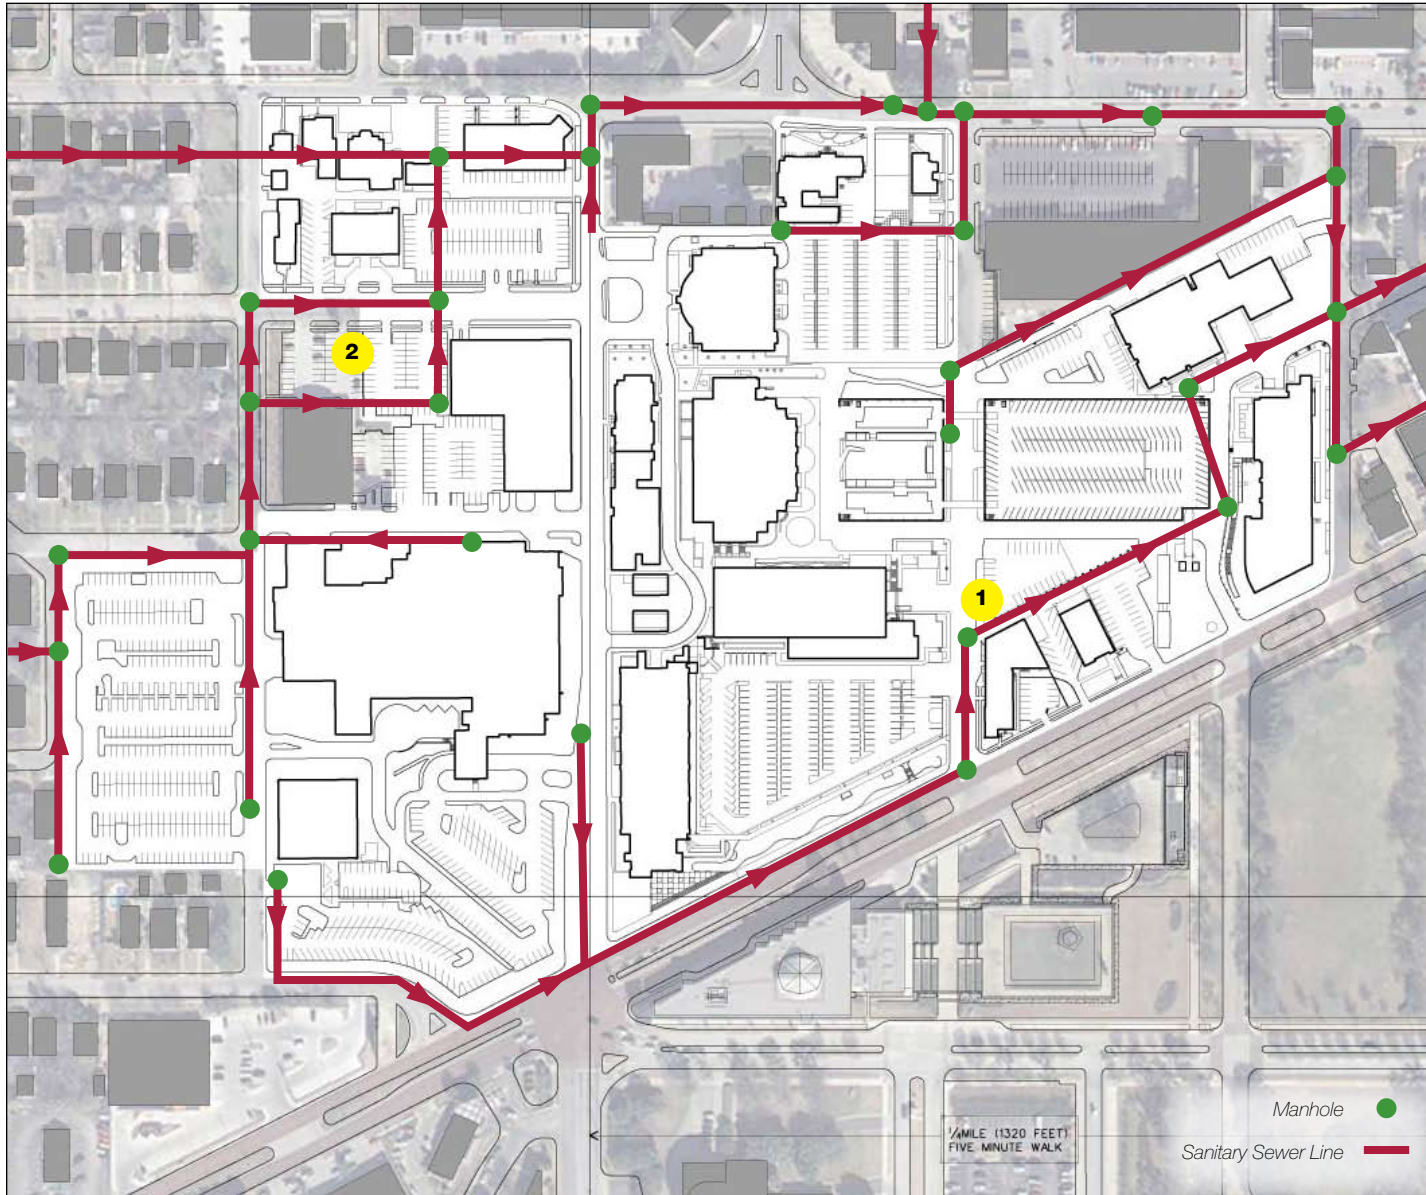 2
1
Manhole
Sanitary Sewer Line
1/4MILE (1320 FEET)
FIVE MINUTE WALK